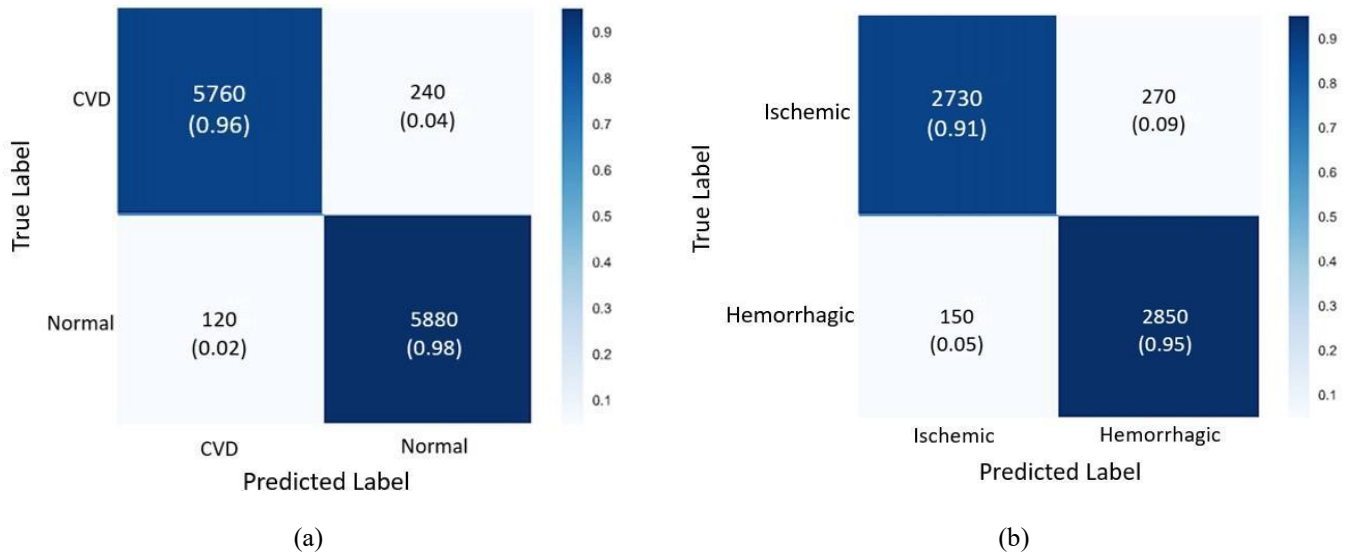 True Label
CVD
5760
(0.96)
240
(0.04)
Normal
120
(0.02)
5880
(0.98)
CVD
Normal
Predicted Label
0.9
0.8
0.7
0.6
0.5
0.4
0.3
0.2
0.1
(a)
True Label
Ischemic
2730
(0.91)
270
(0.09)
Hemorrhagic
150
(0.05)
2850
(0.95)
Ischemic
Hemorrhagic
Predicted Label
0.9
0.8
0.7
0.6
0.5
0.4
0.3
0.2
0.1
(b)